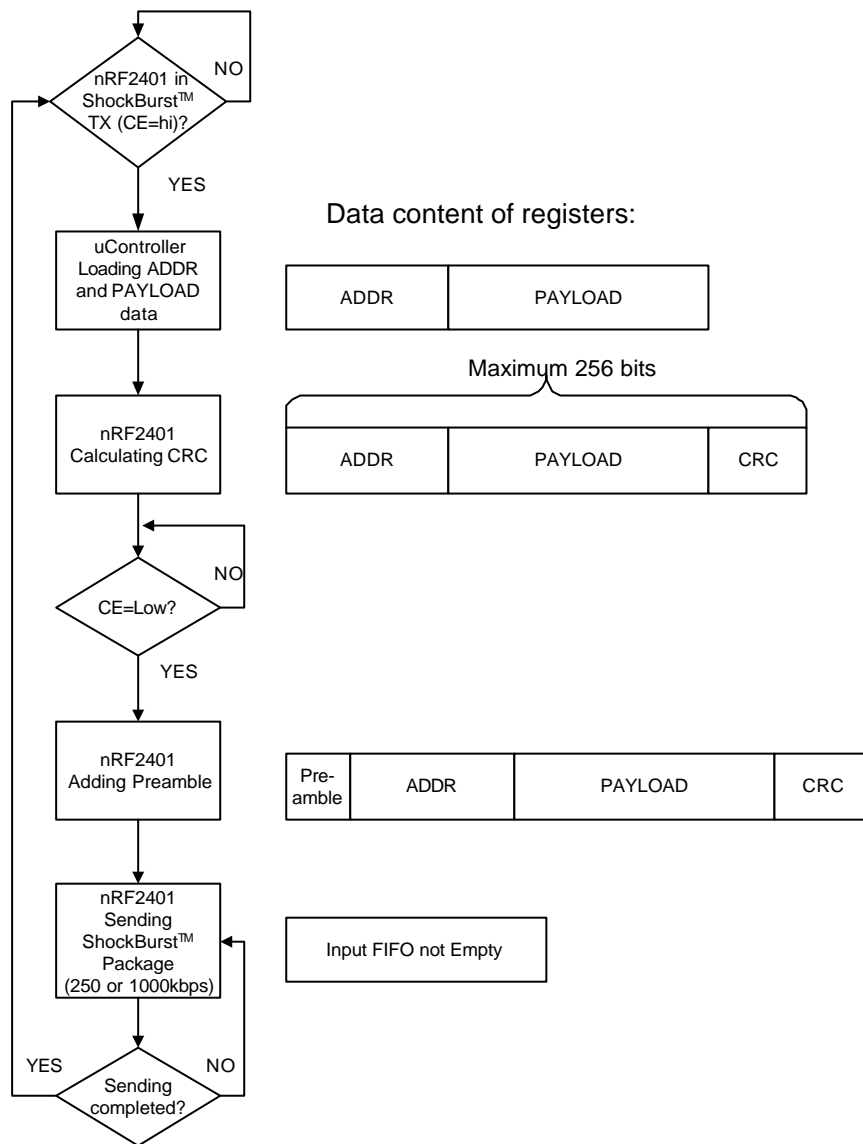 NO
nRF2401 in
ShockBurst™
TX (CE=hi)?
YES
Data content of registers:
uController
Loading ADDR
and PAYLOAD
data
ADDR PAYLOAD
Maximum 256 bits
nRF2401
Calculating CRC
ADDR PAYLOAD CRC
NO
CE=Low?
YES
nRF2401
Adding Preamble
Pre-
amble
ADDR PAYLOAD CRC
nRF2401
Sending
ShockBurst™
Package
(250 or 1000kbps)
Input FIFO not Empty
YES NO
Sending
completed?